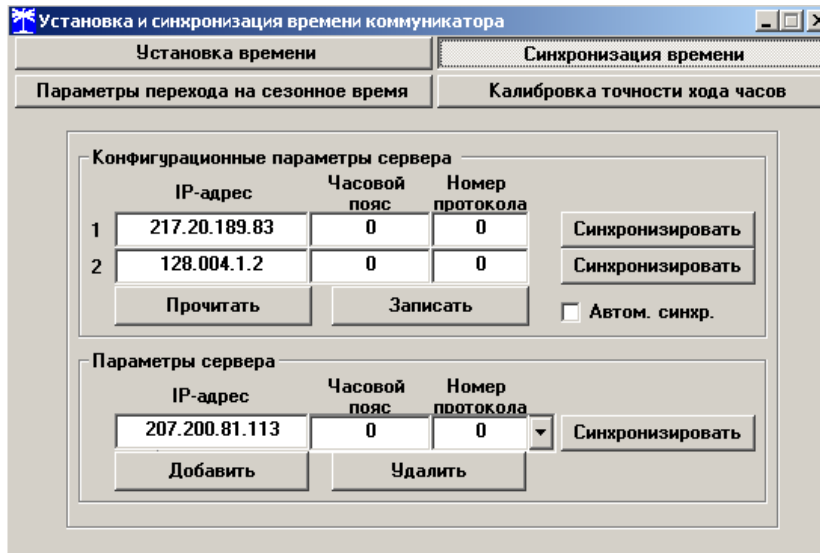 Установка и синхронизация времени коммуникатора
Установка времени Синхронизация времени
Параметры перехода на сезонное время Калибровка точности хода часов
Конфигурационные параметры сервера
IP-адрес Часовой пояс Номер протокола
1 217.20.189.83 0 0 Синхронизировать
2 128.004.1.2 0 0 Синхронизировать
Прочитать Записать Автом. синхр.
Параметры сервера
IP-адрес Часовой пояс Номер протокола
207.200.81.113 0 0 Синхронизировать
Добавить Удалить